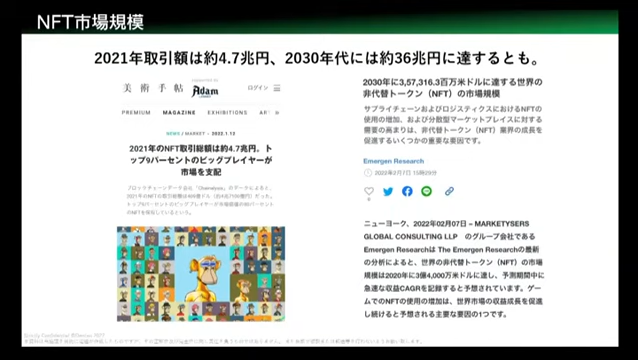 NFT市場規模
2021年取引額は約4.7兆円、2030年代には約36兆円に達するとも。
美術手帖
Adam
ログイン
PREMIUM MAGAZINE EXHIBITIONS
NEWS / MARKET - 2022.1.12
2021年のNFT取引総額は約4.7兆円。ト
ップ9パーセントのビッグプレイヤーが
市場を支配
2030年に3,57,316.3百万米ドルに達する世界の
非代替トークン（NFT）の市場規模
サプライチェーンおよびロジスティクスにおけるNFTの
使用の増加、および分散型マーケットプレイスに対する
需要の高まりは、非代替トークン（NFT）業界の成長を
促進するいくつかの重要な要因です。
Emergen Research
2022年2月7日 15時29分
ニューヨーク、2022年02月07日 – MARKETYSERS
GLOBAL CONSULTING LLP のグループ会社である
Emergen ResearchはThe Emergen Researchの最新
の分析によると、世界の非代替トークン（NFT）の市場
規模は2020年に3億4,000万米ドルに達し、予測期間中に
急速な収益CAGRを記録すると予想されています。ゲー
ムでのNFTの使用の増加は、世界市場の収益成長を促進
し続けると予想される主要な要因の1つです。